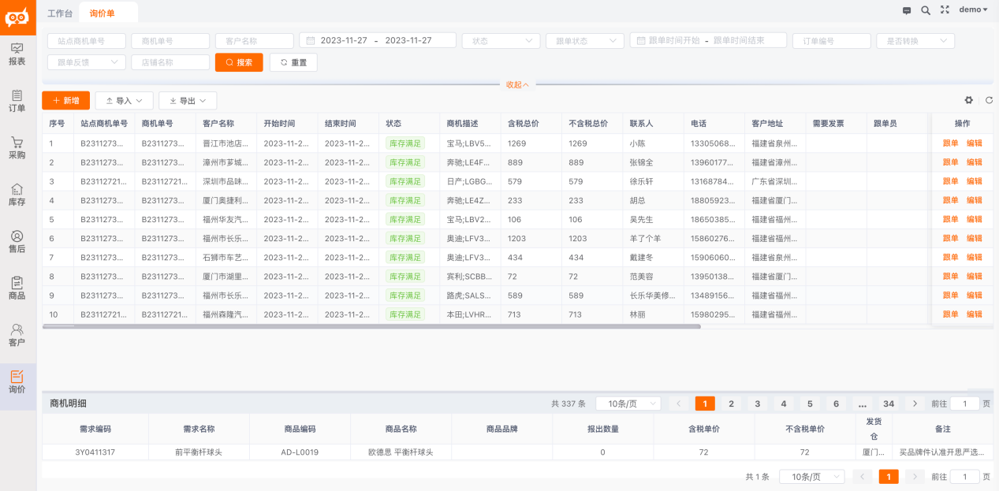 工作台 询价单 demo
报表
订单
采购
库存
售后
商品
客户
询价
站点商机单号 商机单号 客户名称 2023-11-27 - 2023-11-27 状态 跟单状态 跟单时间开始 - 跟单时间结束 订单编号 是否转换
跟单反馈 店铺名称 搜索 重置
收起
新增 导入 导出
序号 站点商机单号 商机单号 客户名称 开始时间 结束时间 状态 商机描述 含税总价 不含税总价 联系人 电话 客户地址 需要发票 跟单员 操作
1 B2311273... B2311273... 晋江市池店... 2023-11-2... 2023-11-2... 库存满足 宝马;LBV5... 1269 1269 小陈 13305068... 福建省泉州... 跟单 编辑
2 B2311273... B2311273... 漳州市芗城... 2023-11-2... 2023-11-2... 库存满足 奔驰;LE4F... 889 889 张锦全 13960177... 福建省漳州... 跟单 编辑
3 B23112721... B23112721... 深圳市品味... 2023-11-2... 2023-11-2... 库存满足 日产;LGBG... 579 579 徐乐轩 13168784... 广东省深圳... 跟单 编辑
4 B2311273... B2311273... 厦门奥捷利... 2023-11-2... 2023-11-2... 库存满足 奔驰;LE4Z... 233 233 胡总 18805923... 福建省厦门... 跟单 编辑
5 B2311273... B2311273... 福州华友汽... 2023-11-2... 2023-11-2... 库存满足 宝马;LBV2... 106 106 吴先生 18650385... 福建省福州... 跟单 编辑
6 B2311273... B2311273... 福州市长乐... 2023-11-2... 2023-11-2... 库存满足 奥迪;LFV3... 1203 1203 羊了个羊 15860276... 福建省福州... 跟单 编辑
7 B2311273... B2311273... 石狮市车艺... 2023-11-2... 2023-11-2... 库存满足 奥迪;LFV3... 434 434 戴建冬 15906060... 福建省泉州... 跟单 编辑
8 B2311273... B2311273... 厦门市湖里... 2023-11-2... 2023-11-2... 库存满足 宾利;SCBB... 72 72 范美容 13950138... 福建省厦门... 跟单 编辑
9 B2311273... B2311273... 福州市长乐... 2023-11-2... 2023-11-2... 库存满足 路虎;SALS... 589 589 长乐华美修... 13489156... 福建省福州... 跟单 编辑
10 B23112721... B23112721... 福州森隆汽... 2023-11-2... 2023-11-2... 库存满足 本田;LVHR... 713 713 林丽 15980295... 福建省福州... 跟单 编辑
商机明细 共 337 条 10条/页 1 2 3 4 5 6 ... 34 前往 1 页
需求编码 需求名称 商品编码 商品名称 商品品牌 报出数量 含税单价 不含税单价 发货仓 备注
3Y0411317 前平衡杆球头 AD-L0019 欧德思 平衡杆球头 0 72 72 厦门... 买品牌件认准开思严选...
共 1 条 10条/页 1 前往 1 页